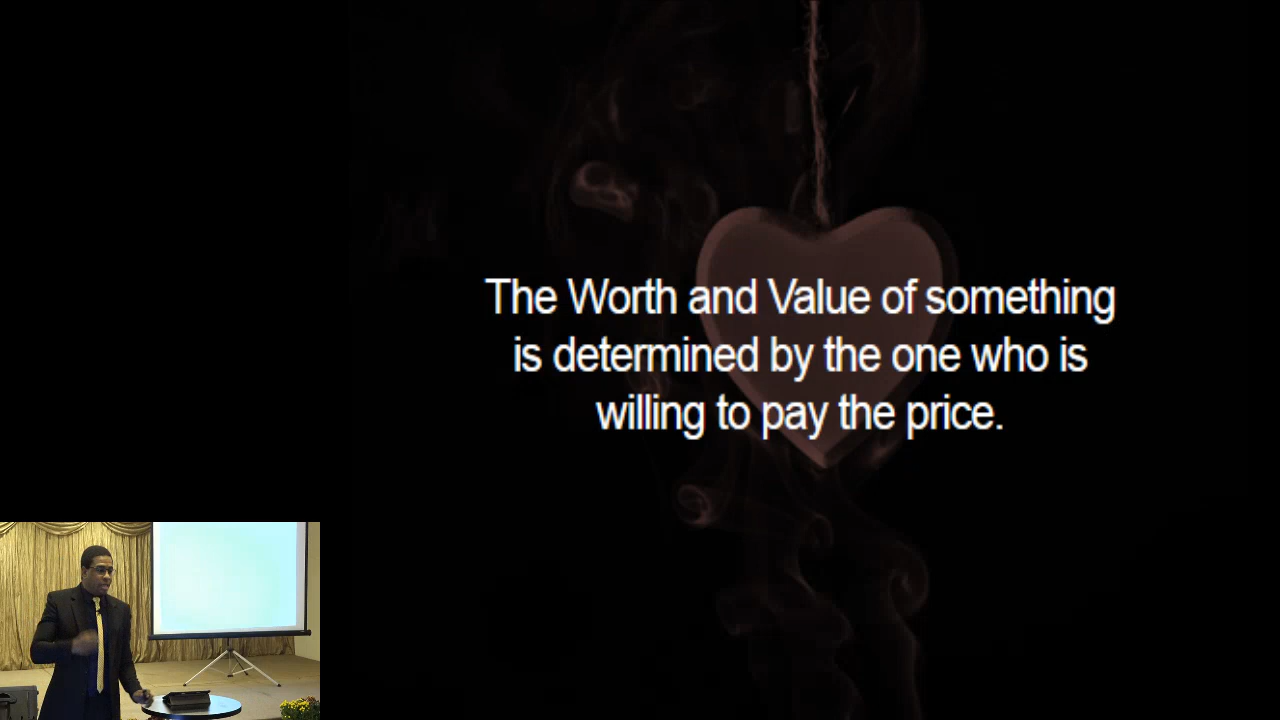 The Worth and Value of something
is determined by the one who is
willing to pay the price.